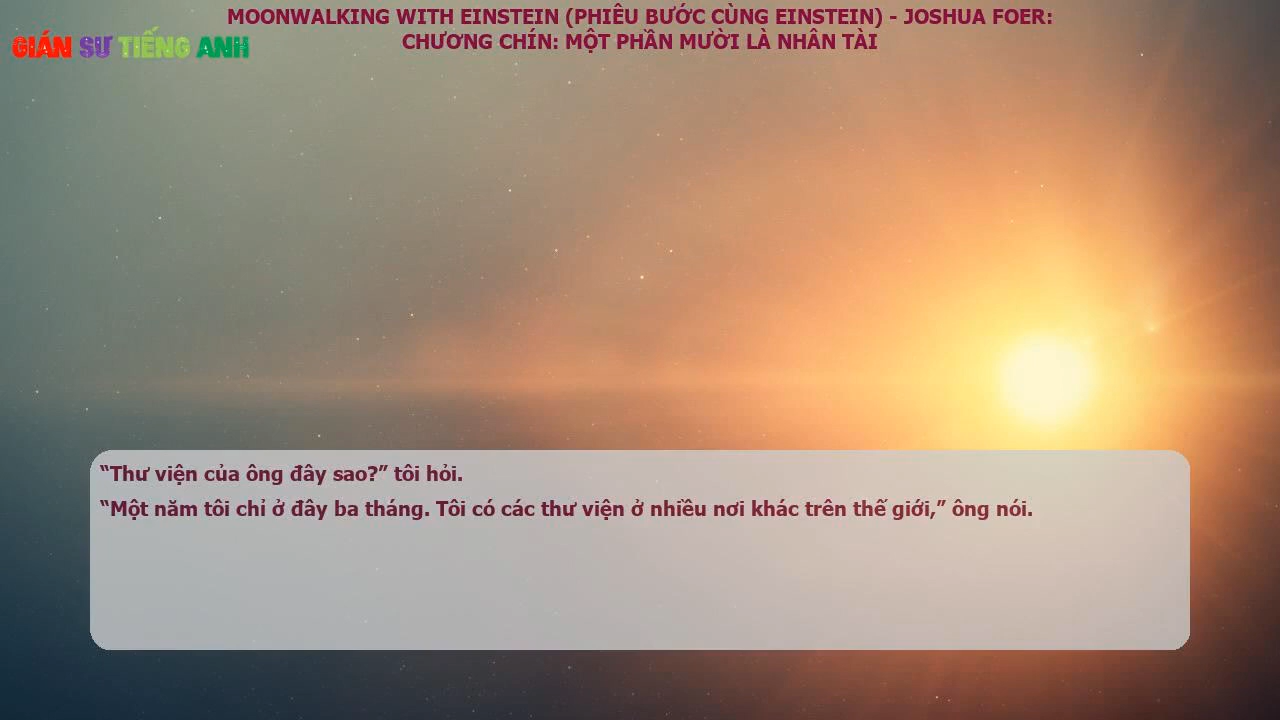 MOONWALKING WITH EINSTEIN (PHIÊU BƯỚC CÙNG EINSTEIN) - JOSHUA FOER:
CHƯƠNG CHÍN: MỘT PHẦN MƯỜI LÀ NHÂN TÀI
GIÁN SƯ TIẾNG ANH
“Thư viện của ông đây sao?” tôi hỏi.
“Một năm tôi chỉ ở đây ba tháng. Tôi có các thư viện ở nhiều nơi khác trên thế giới,” ông nói.